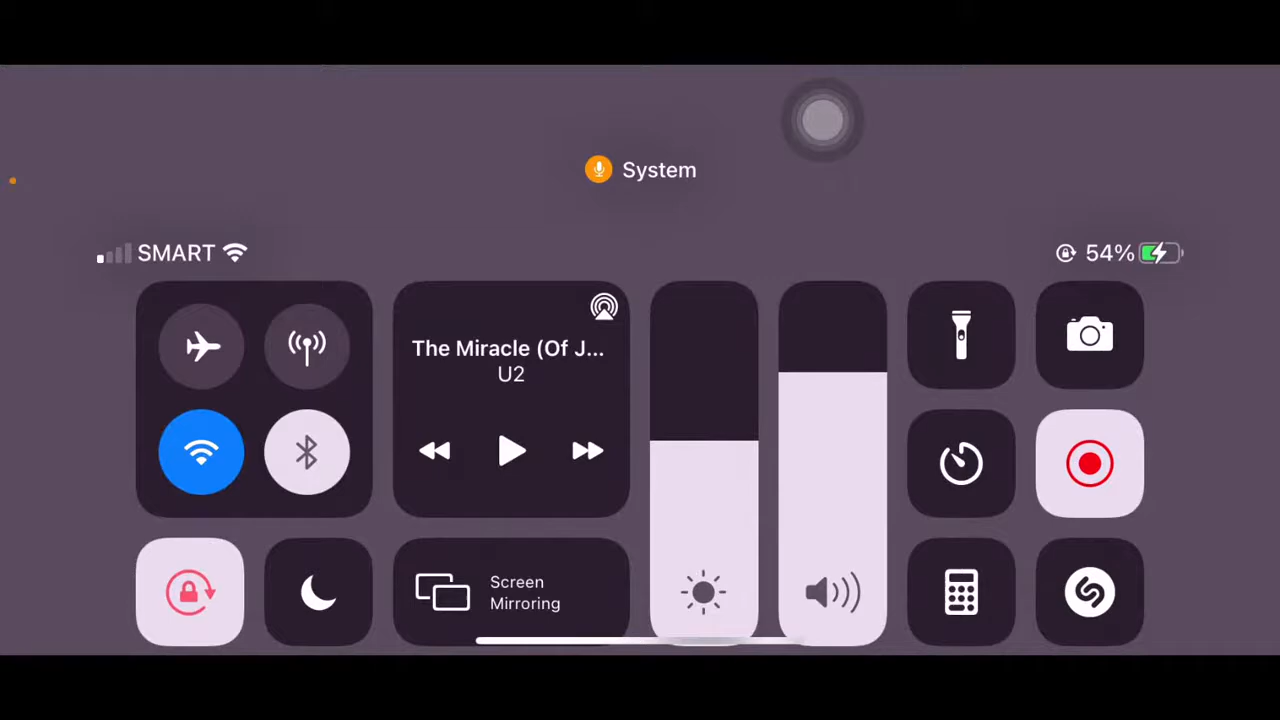 System
SMART
54%
The Miracle (Of J...
U2
Screen
Mirroring